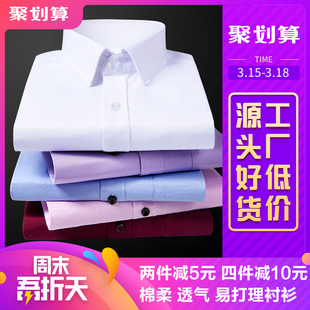 聚划算
聚划算
TIME
3.15-3.18
工厂低价
源头好货
周末
吾折天
两件减5元 四件减10元
棉柔 透气 易打理衬衫